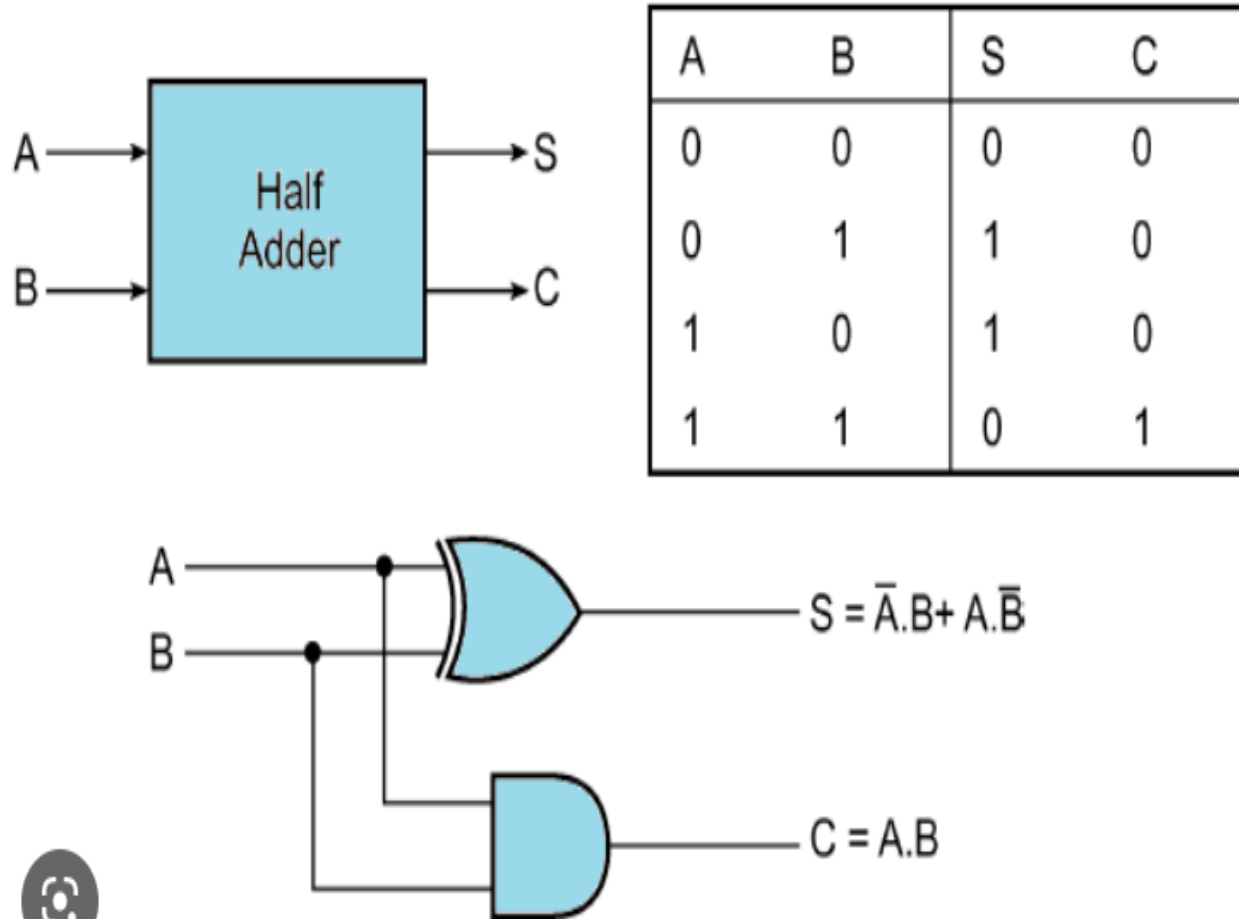 A
S
Half
Adder
B
C
A B S C
0 0 0 0
0 1 1 0
1 0 1 0
1 1 0 1
A
B
S = A̅.B+ A.B̅
C = A.B